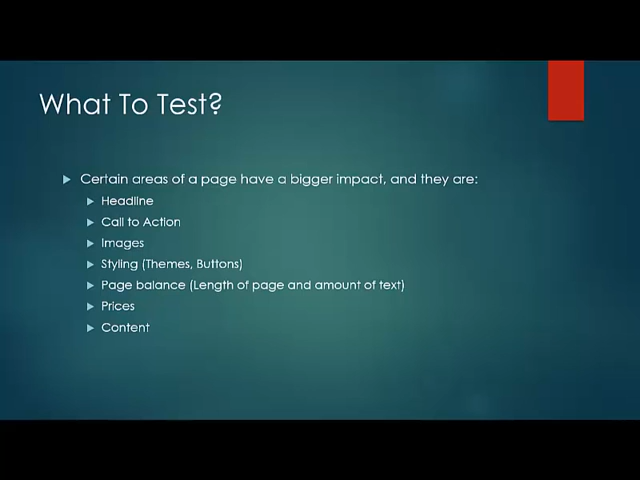 What To Test?
Certain areas of a page have a bigger impact, and they are:
Headline
Call to Action
Images
Styling (Themes, Buttons)
Page balance (Length of page and amount of text)
Prices
Content